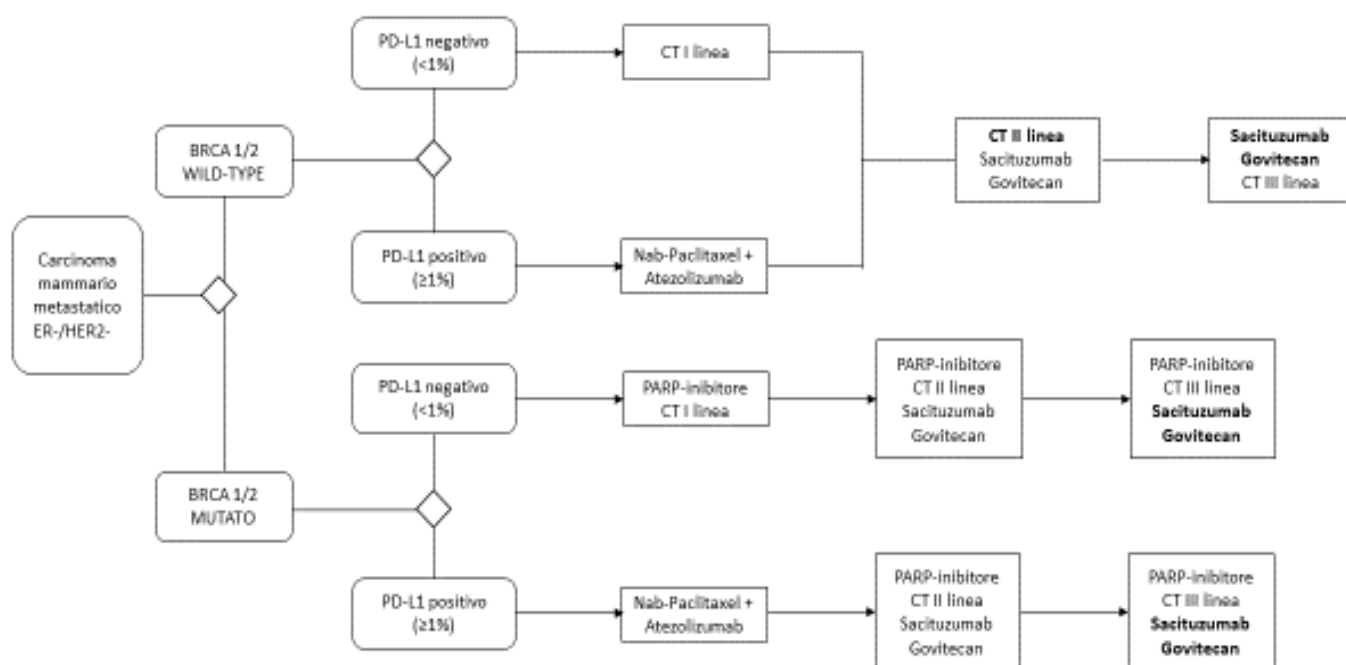 Carcinoma
mammario
metastatico
ER-/HER2-
BRCA 1/2
WILD-TYPE
PD-L1 negativo
(<1%)
CT I linea
PD-L1 positivo
(≥1%)
Nab-Paclitaxel +
Atezolizumab
CT II linea
Sacituzumab
Govitecan
Sacituzumab
Govitecan
CT III linea
BRCA 1/2
MUTATO
PD-L1 negativo
(<1%)
PARP-inibitore
CT I linea
PARP-inibitore
CT II linea
Sacituzumab
Govitecan
PARP-inibitore
CT III linea
Sacituzumab
Govitecan
PD-L1 positivo
(≥1%)
Nab-Paclitaxel +
Atezolizumab
PARP-inibitore
CT II linea
Sacituzumab
Govitecan
PARP-inibitore
CT III linea
Sacituzumab
Govitecan